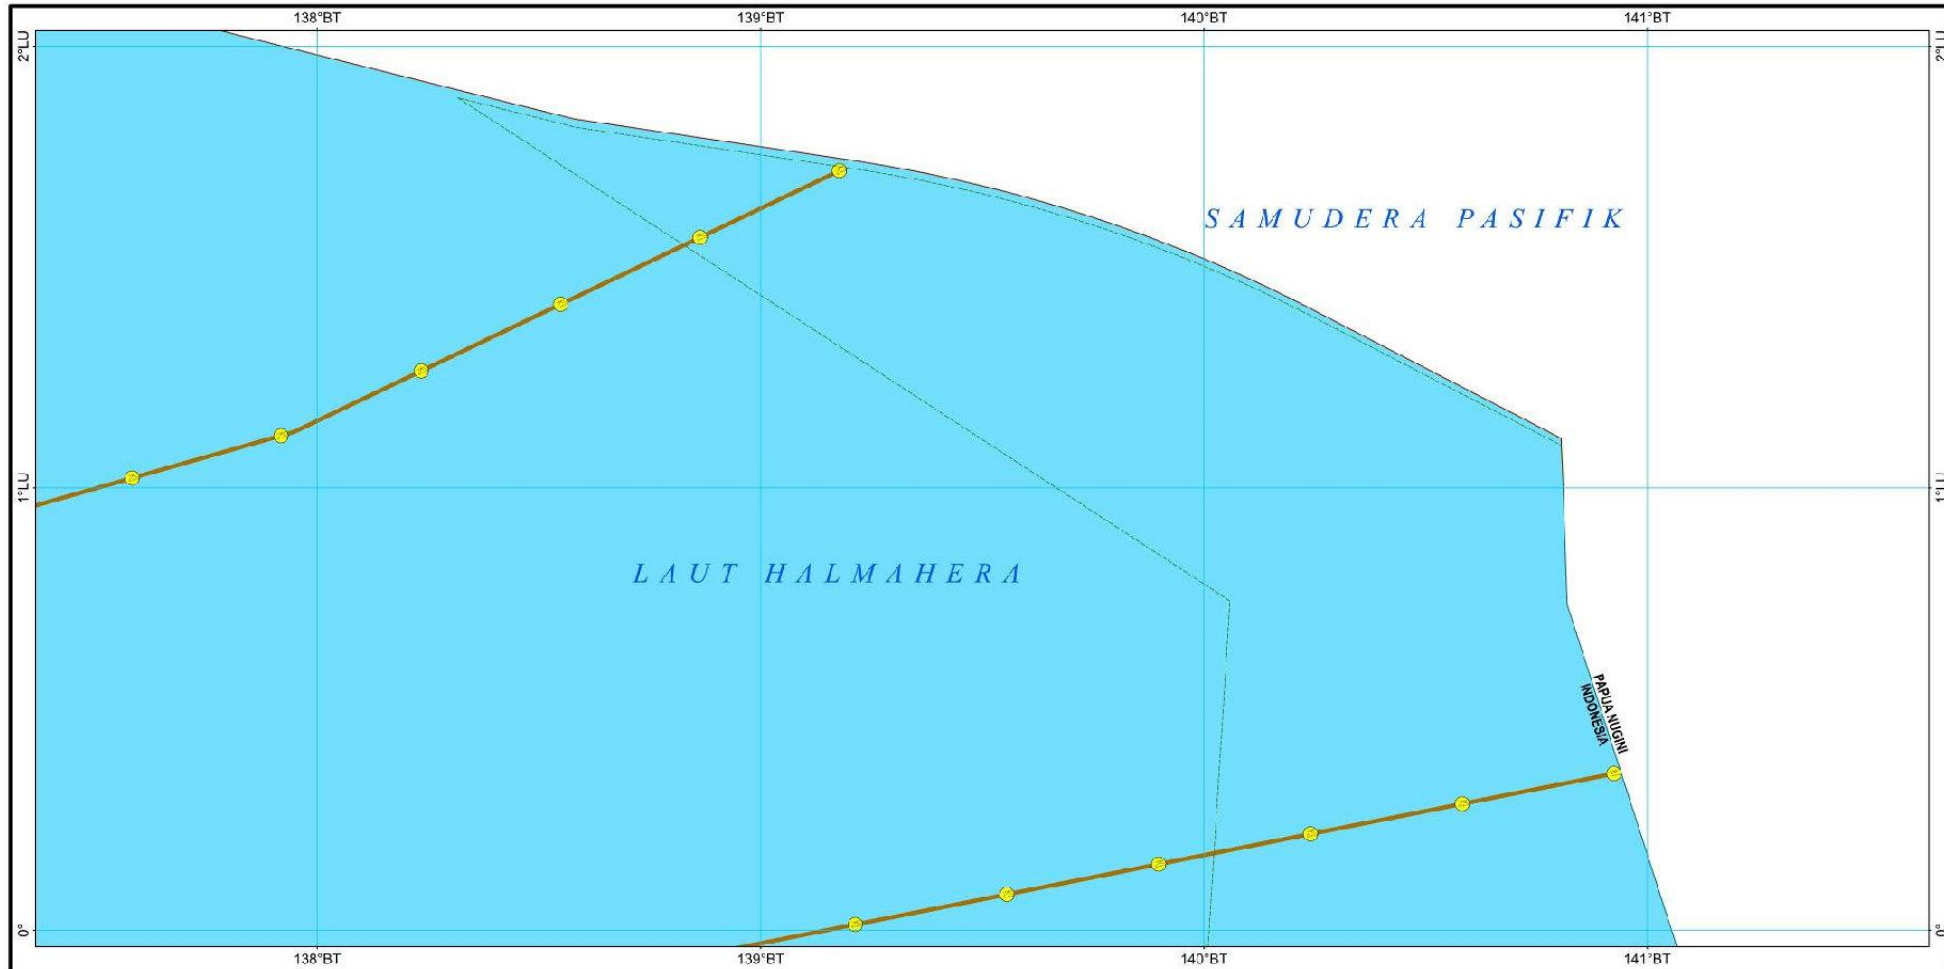 138°BT 139°BT 140°BT 141°BT
2°LU 2°LU
SAMUDERA PASIFIK
1°LU 1°LU
LAUT HALMAHERA
PAPUA NUGINI
INDONESIA
0° 0°
138°BT 139°BT 140°BT 141°BT